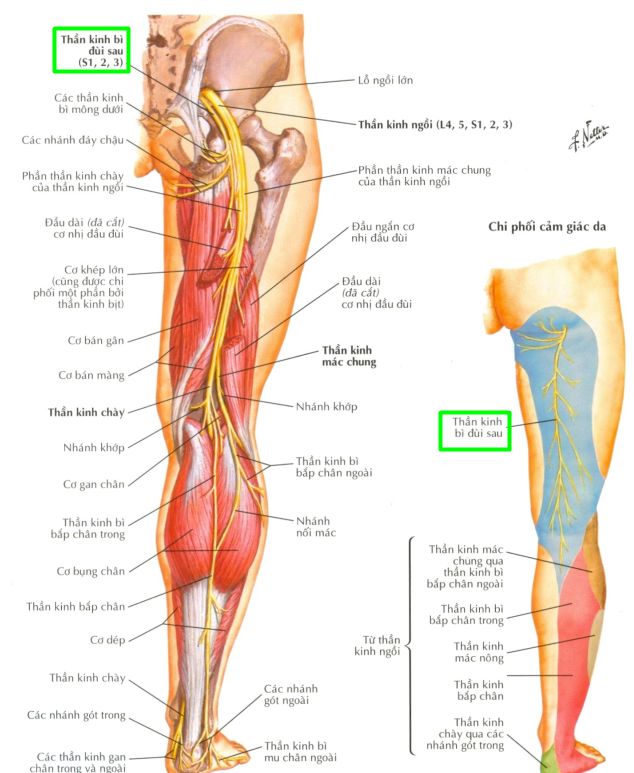 Thần kinh bì
đùi sau
(S1, 2, 3)
Các thần kinh
bì mông dưới
Các nhánh đáy chậu
Phần thần kinh chày
của thần kinh ngồi
Đầu dài (đã cắt)
cơ nhị đầu đùi
Cơ khép lớn
(cũng được chi
phối một phần bởi
thần kinh bịt)
Cơ bán gân
Cơ bán màng
Thần kinh chày
Nhánh khớp
Cơ gan chân
Thần kinh bì
bắp chân trong
Cơ bụng chân
Thần kinh bắp chân
Cơ dép
Thần kinh chày
Các nhánh gót trong
Các thần kinh gan
chân trong và ngoài
Lỗ ngồi lớn
Thần kinh ngồi (L4, 5, S1, 2, 3)
Phần thần kinh mác chung
của thần kinh ngồi
Đầu ngắn cơ
nhị đầu đùi
Đầu dài
(đã cắt)
cơ nhị đầu đùi
Thần kinh
mác chung
Nhánh khớp
Thần kinh bì
bắp chân ngoài
Nhánh
nối mác
Các nhánh
gót ngoài
Thần kinh bì
mu chân ngoài
F. Netter
M.D.
Chi phối cảm giác da
Thần kinh
bì đùi sau
Từ thần
kinh ngồi
Thần kinh mác
chung qua
thần kinh bì
bắp chân ngoài
Thần kinh bì
bắp chân trong
Thần kinh
mác nông
Thần kinh
bắp chân
Thần kinh
chày qua các
nhánh gót trong